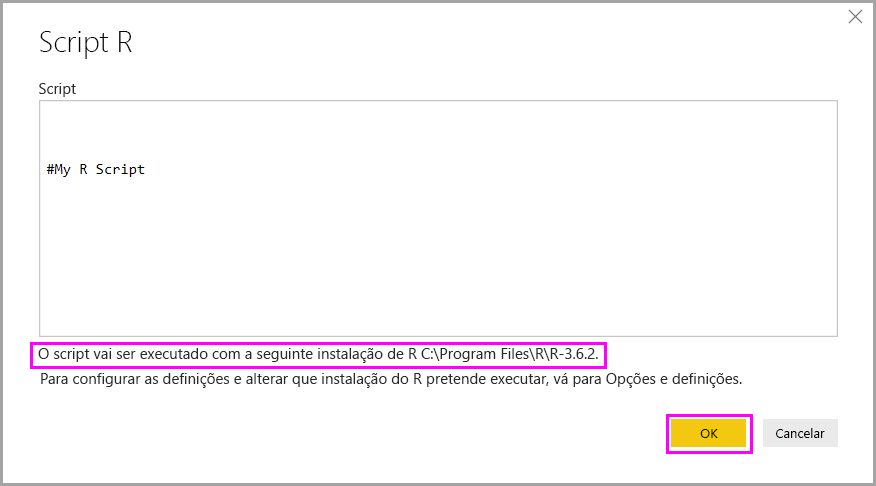 Script R
Script
#My R Script
O script vai ser executado com a seguinte instalação de R C:\Program Files\R\R-3.6.2.
Para configurar as definições e alterar que instalação do R pretende executar, vá para Opções e definições.
OK
Cancelar